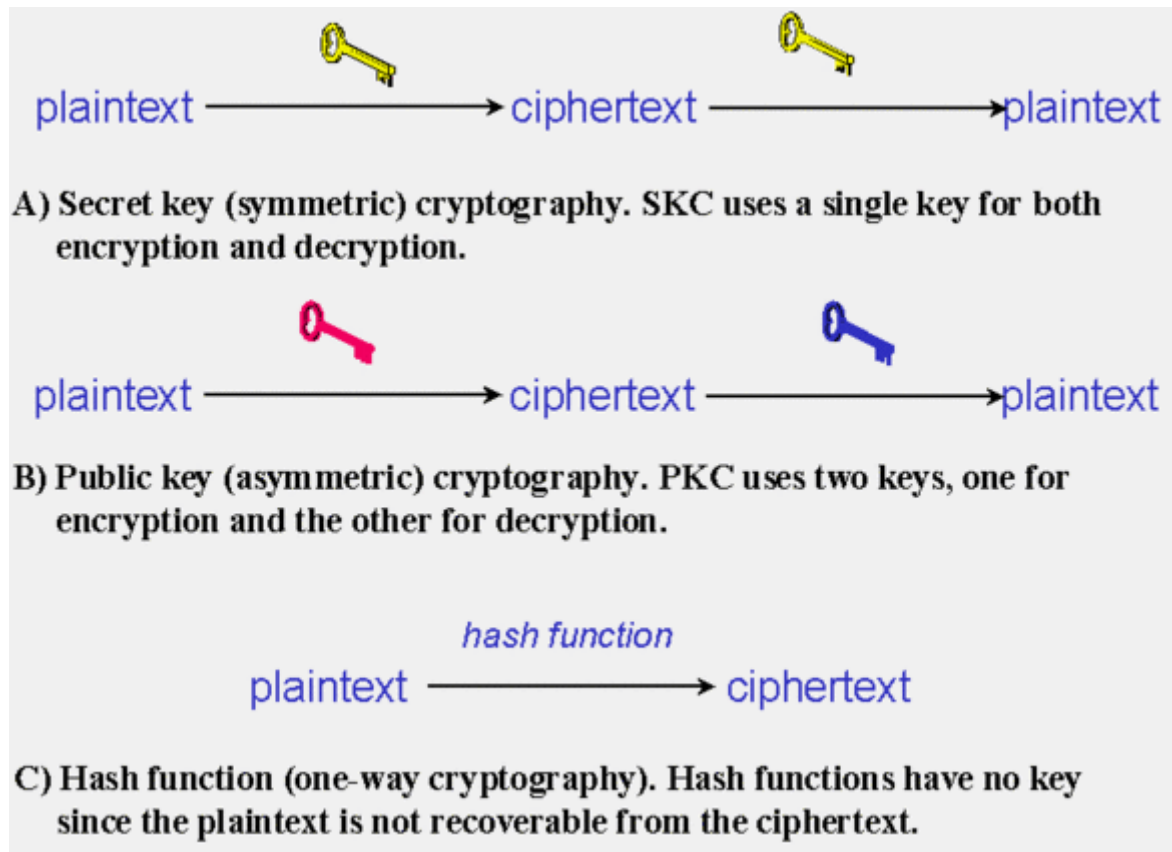 plaintext ciphertext plaintext
A) Secret key (symmetric) cryptography. SKC uses a single key for both
encryption and decryption.
plaintext ciphertext plaintext
B) Public key (asymmetric) cryptography. PKC uses two keys, one for
encryption and the other for decryption.
hash function
plaintext ciphertext
C) Hash function (one-way cryptography). Hash functions have no key
since the plaintext is not recoverable from the ciphertext.